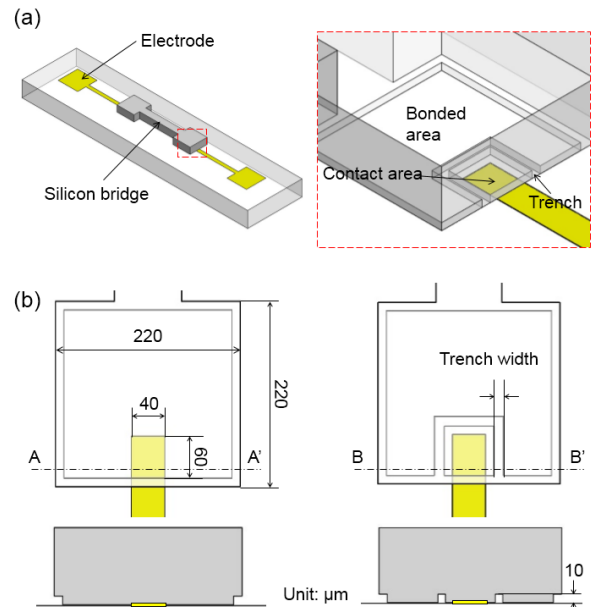 (a)
Electrode
Silicon bridge
Bonded
area
Contact area
Trench
(b)
220
220
40
60
A
A'
Trench width
B
B'
Unit: μm
10